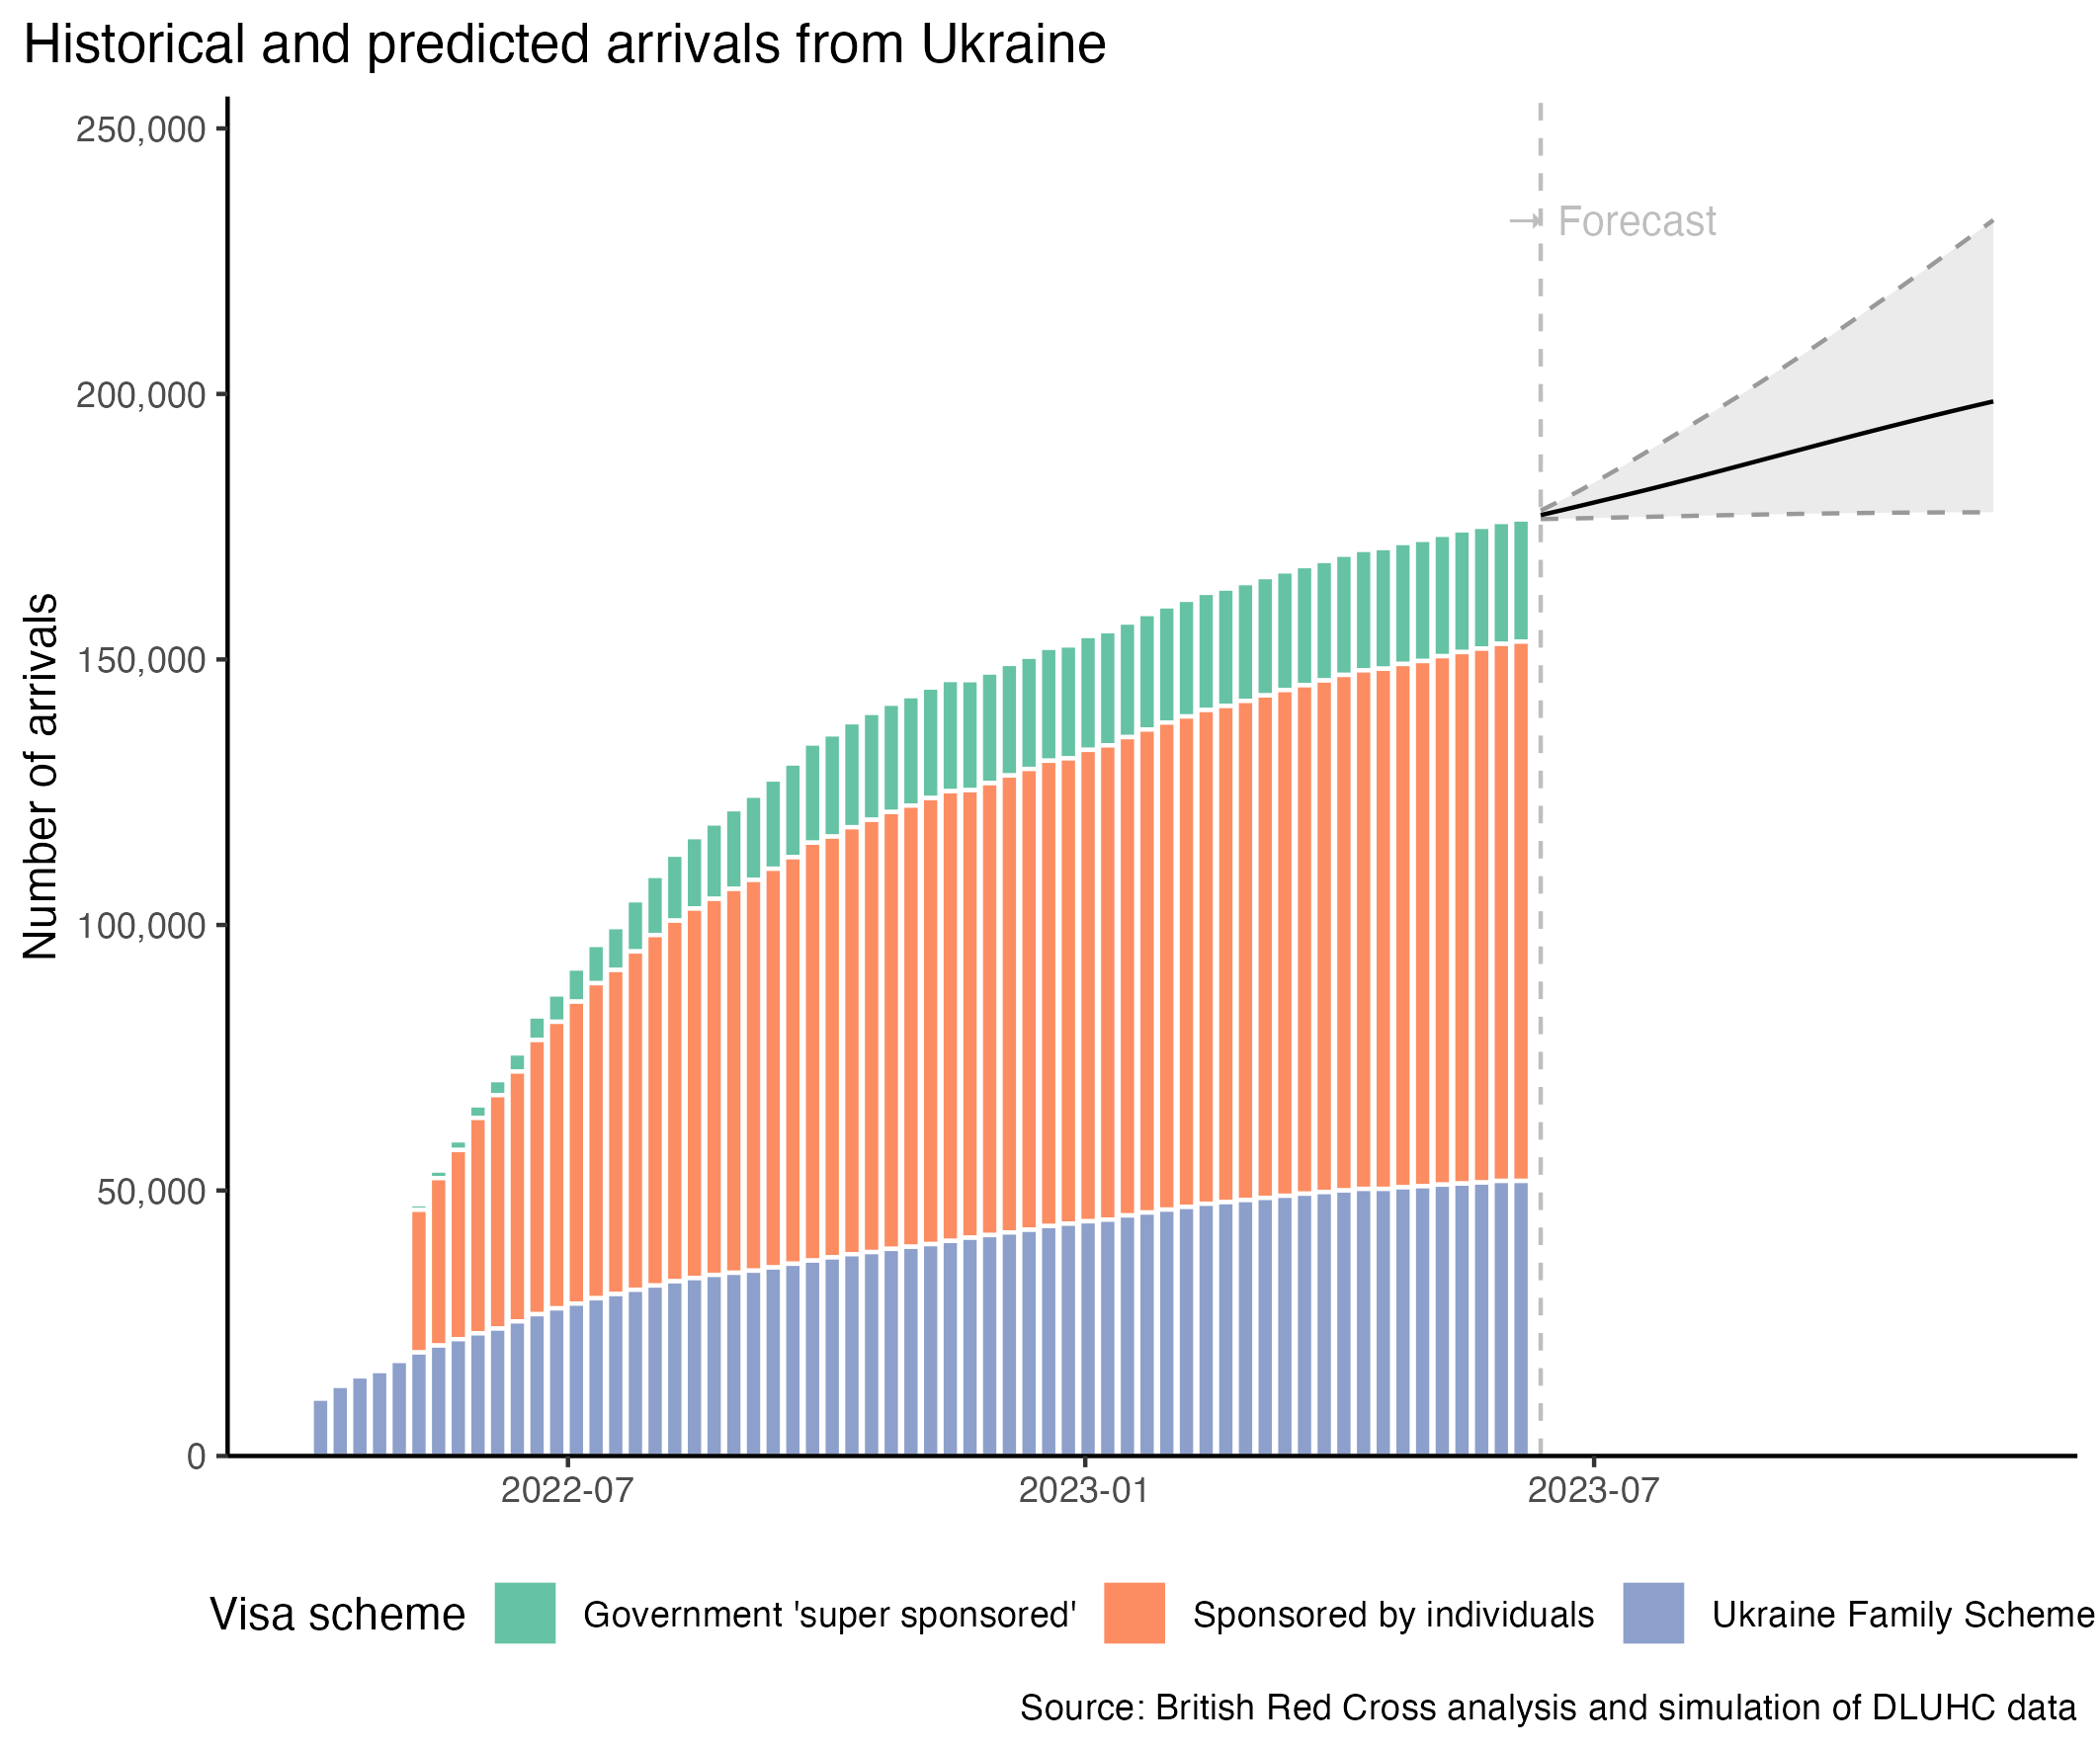 Historical and predicted arrivals from Ukraine
250,000
200,000
150,000
100,000
50,000
0
Number of arrivals
Forecast
2022-07
2023-01
2023-07
Visa scheme
Government 'super sponsored'
Sponsored by individuals
Ukraine Family Scheme
Source: British Red Cross analysis and simulation of DLUHC data